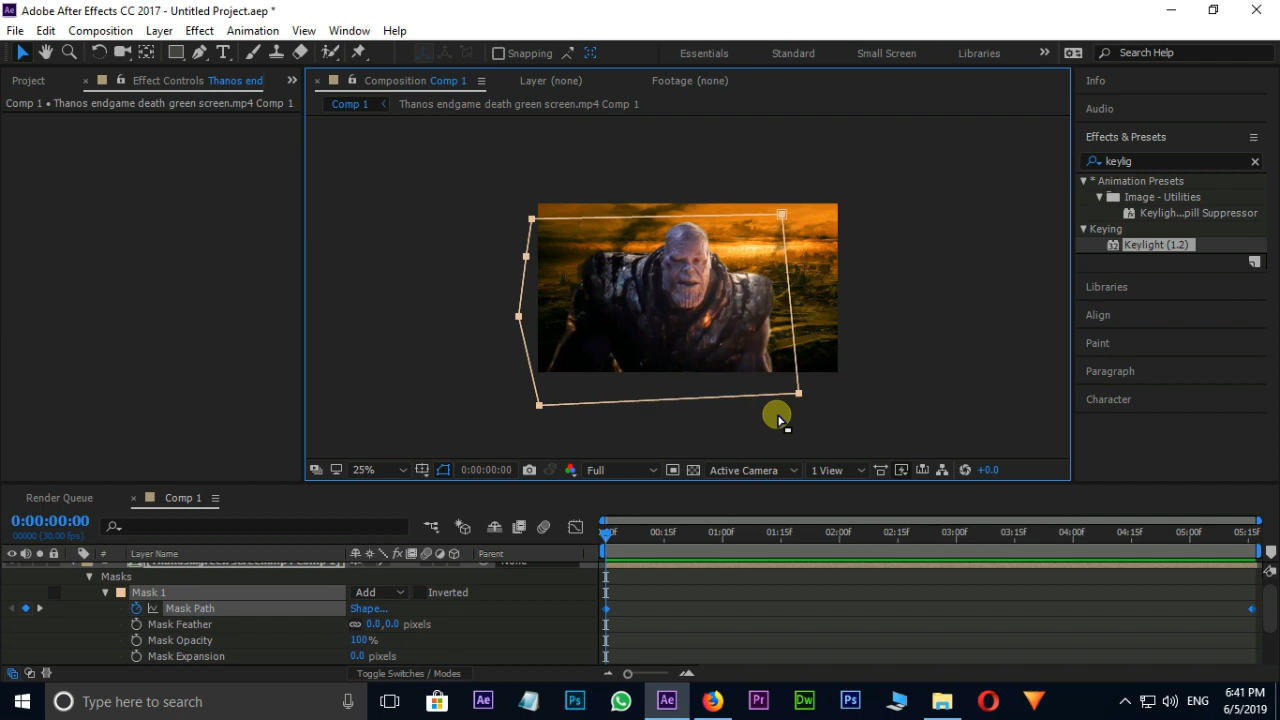 Ae Adobe After Effects CC 2017 - Untitled Project.aep *
File Edit Composition Layer Effect Animation View Window Help
Snapping Essentials Standard Small Screen Libraries Search Help
Project Effect Controls Thanos end Composition Comp 1 Layer (none) Footage (none) Info
Comp 1 • Thanos endgame death green screen.mp4 Comp 1 Comp 1 Thanos endgame death green screen.mp4 Comp 1 Audio
Effects & Presets
keylig
* Animation Presets
Image - Utilities
Keyligh...pill Suppressor
Keying
Keylight (1.2)
Libraries
Align
Paint
Paragraph
Character
25% 0:00:00:00 Full Active Camera 1 View +0.0
Render Queue Comp 1
0:00:00:00
00000 (30.00 fps)
00:15F 01:00F 01:15F 02:00F 02:15F 03:00F 03:15F 04:00F 04:15F 05:00F 05:15F
# Layer Name Parent
Masks
Mask 1 Add Inverted
Mask Path Shape...
Mask Feather 0.0,0.0 pixels
Mask Opacity 100%
Mask Expansion 0.0 pixels
Toggle Switches / Modes
Type here to search Ae Ps Ae Pr Dw Ps ENG 6:41 PM
6/5/2019